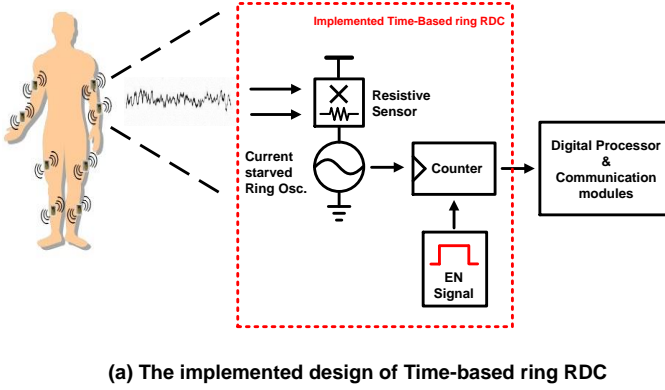 Implemented Time-Based ring RDC
Resistive
Sensor
Current
starved
Ring Osc.
Counter
Digital Processor
&
Communication
modules
EN
Signal
(a) The implemented design of Time-based ring RDC